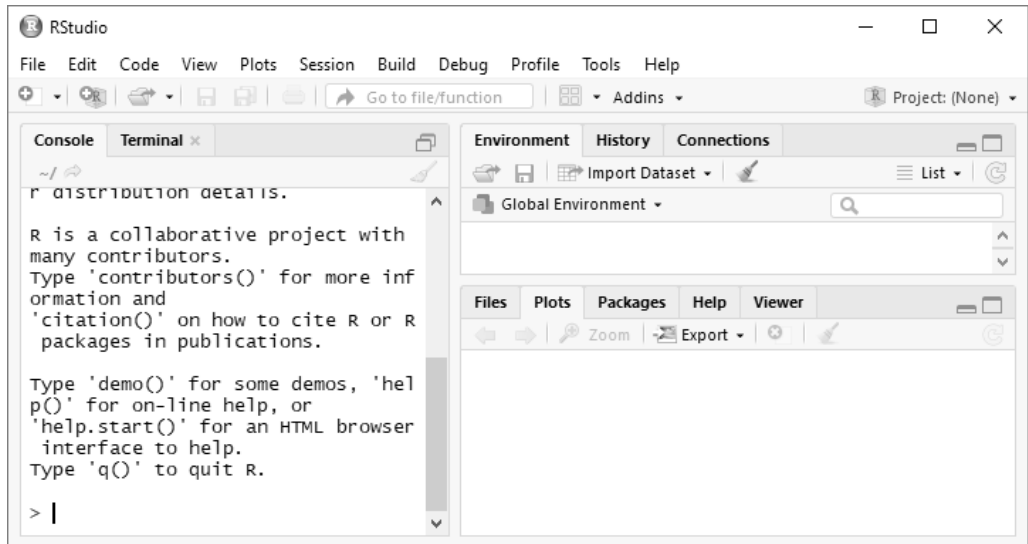 RStudio
File Edit Code View Plots Session Build Debug Profile Tools Help
Go to file/function Addins Project: (None)
Console Terminal
~/
r distribution details.
R is a collaborative project with
many contributors.
Type 'contributors()' for more inf
ormation and
'citation()' on how to cite R or R
packages in publications.
Type 'demo()' for some demos, 'hel
p()' for on-line help, or
'help.start()' for an HTML browser
interface to help.
Type 'q()' to quit R.
>
Environment History Connections
Import Dataset List
Global Environment
Files Plots Packages Help Viewer
Zoom Export